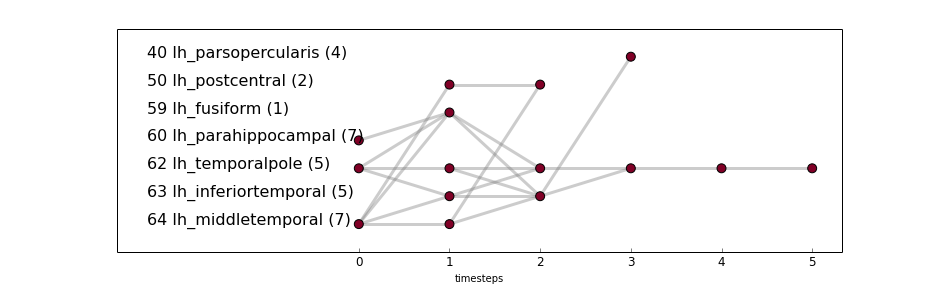 40 lh_parsopercularis (4)
50 lh_postcentral (2)
59 lh_fusiform (1)
60 lh_parahippocampal (7)
62 lh_temporalpole (5)
63 lh_inferiortemporal (5)
64 lh_middletemporal (7)
0 1 2 3 4 5
timesteps